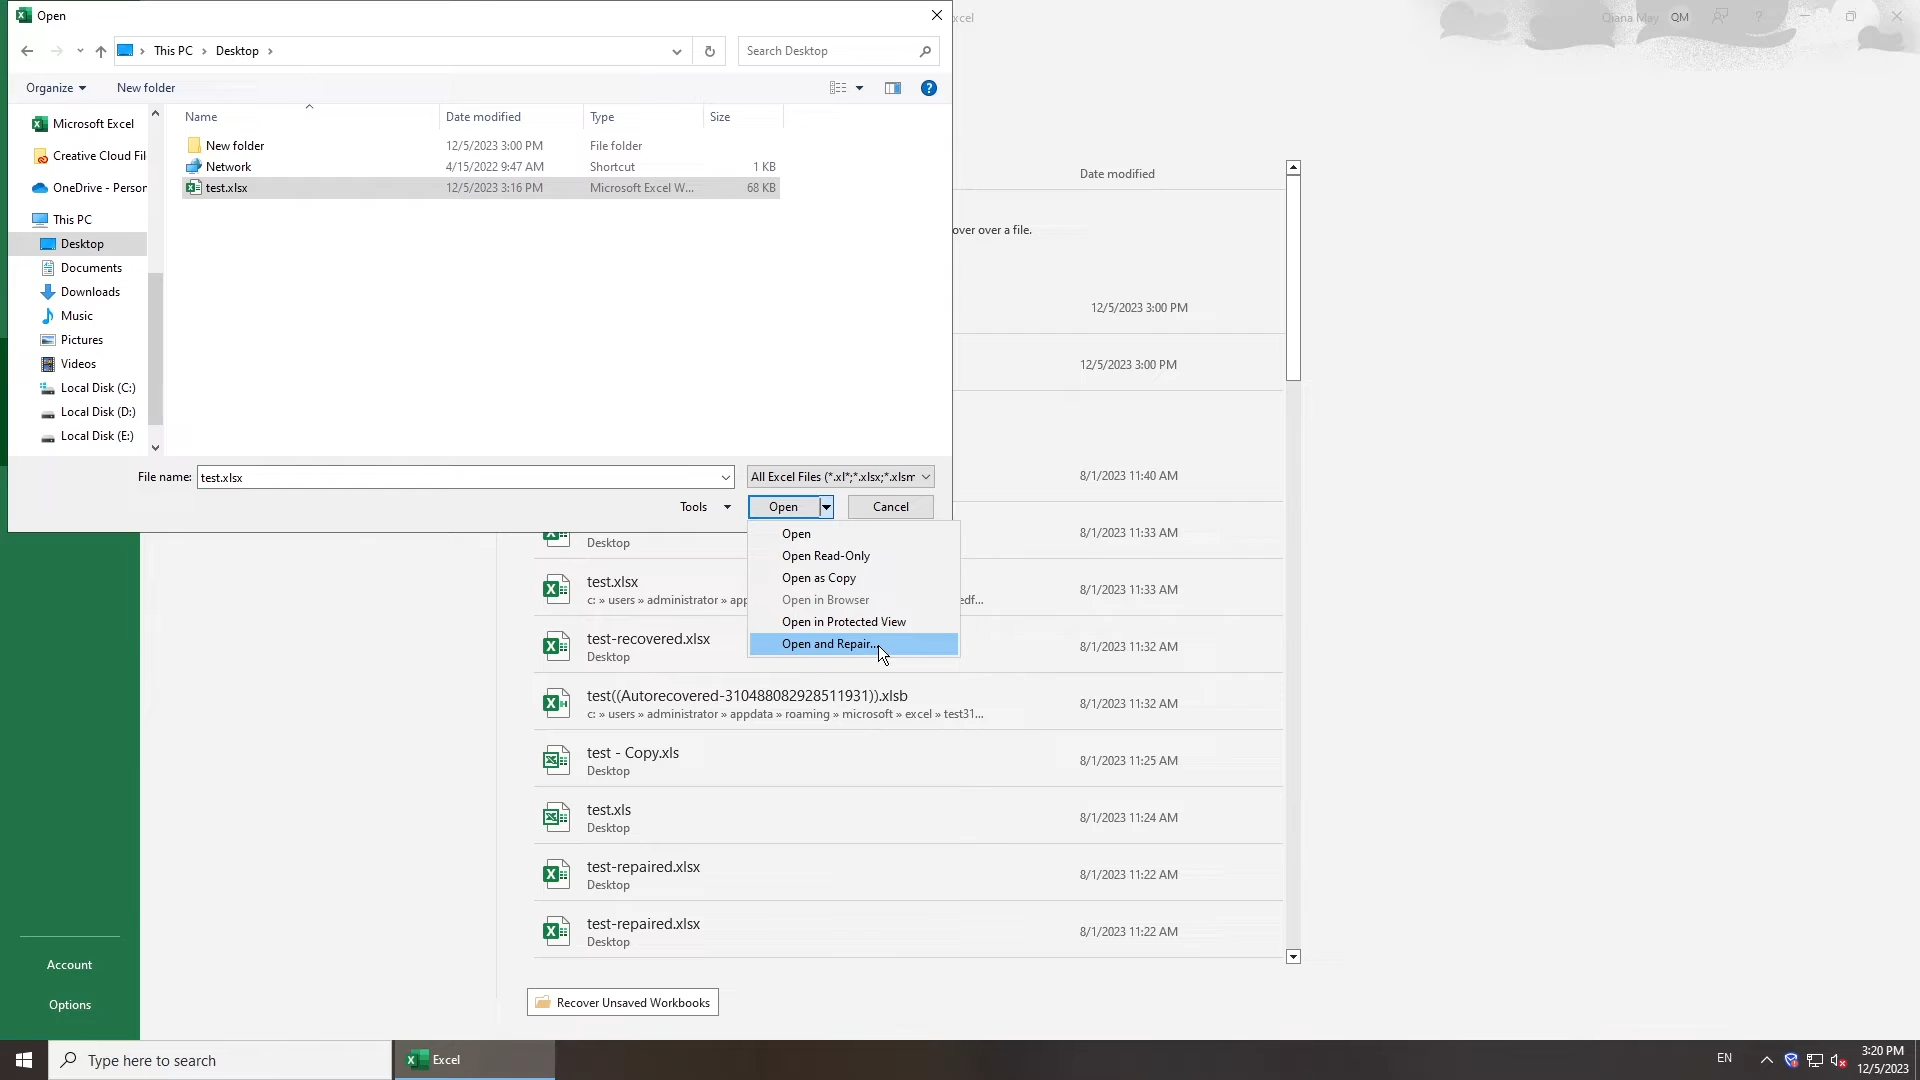 Open
This PC › Desktop ›
Search Desktop
Organize
New folder
Microsoft Excel
Creative Cloud Fil
OneDrive - Person
This PC
Desktop
Documents
Downloads
Music
Pictures
Videos
Local Disk (C:)
Local Disk (D:)
Local Disk (E:)
Name Date modified Type Size
New folder 12/5/2023 3:00 PM File folder
Network 4/15/2022 9:47 AM Shortcut 1 KB
test.xlsx 12/5/2023 3:16 PM Microsoft Excel W... 68 KB
File name: test.xlsx
All Excel Files (*.xl*;*.xlsx;*.xlsm
Tools
Open
Cancel
Open
Open Read-Only
Open as Copy
Open in Browser
Open in Protected View
Open and Repair...
xcel
Qiana May QM
?
Date modified
over over a file.
12/5/2023 3:00 PM
12/5/2023 3:00 PM
8/1/2023 11:40 AM
Desktop
8/1/2023 11:33 AM
test.xlsx
c: » users » administrator » app
edf...
8/1/2023 11:33 AM
test-recovered.xlsx
Desktop
8/1/2023 11:32 AM
test((Autorecovered-310488082928511931)).xlsb
c: » users » administrator » appdata » roaming » microsoft » excel » test31...
8/1/2023 11:32 AM
test - Copy.xls
Desktop
8/1/2023 11:25 AM
test.xls
Desktop
8/1/2023 11:24 AM
test-repaired.xlsx
Desktop
8/1/2023 11:22 AM
test-repaired.xlsx
Desktop
8/1/2023 11:22 AM
Recover Unsaved Workbooks
Account
Options
Type here to search
Excel
EN
3:20 PM
12/5/2023